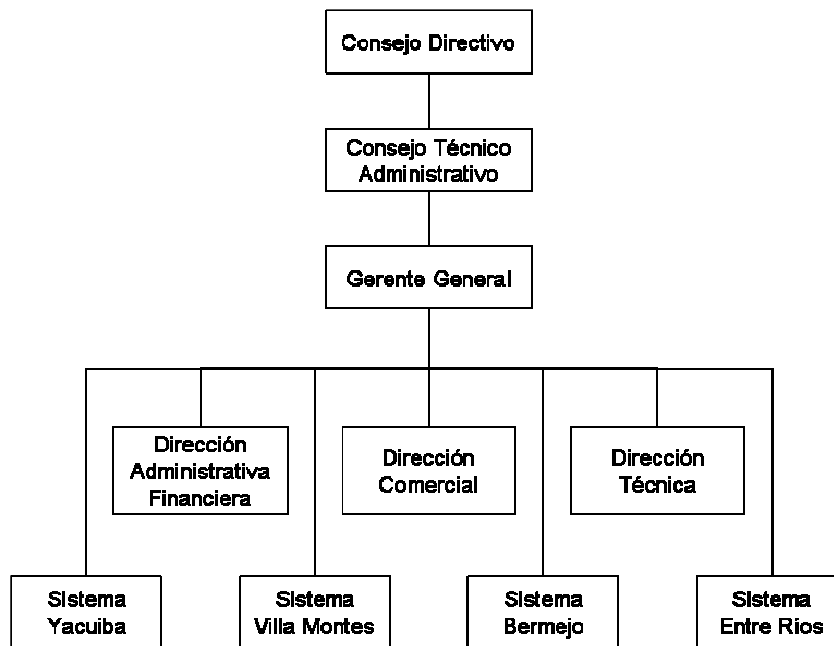 Consejo Directivo
Consejo Técnico
Administrativo
Gerente General
Dirección
Administrativa
Financiera
Dirección
Comercial
Dirección
Técnica
Sistema
Yacuiba
Sistema
Villa Montes
Sistema
Bermejo
Sistema
Entre Rios